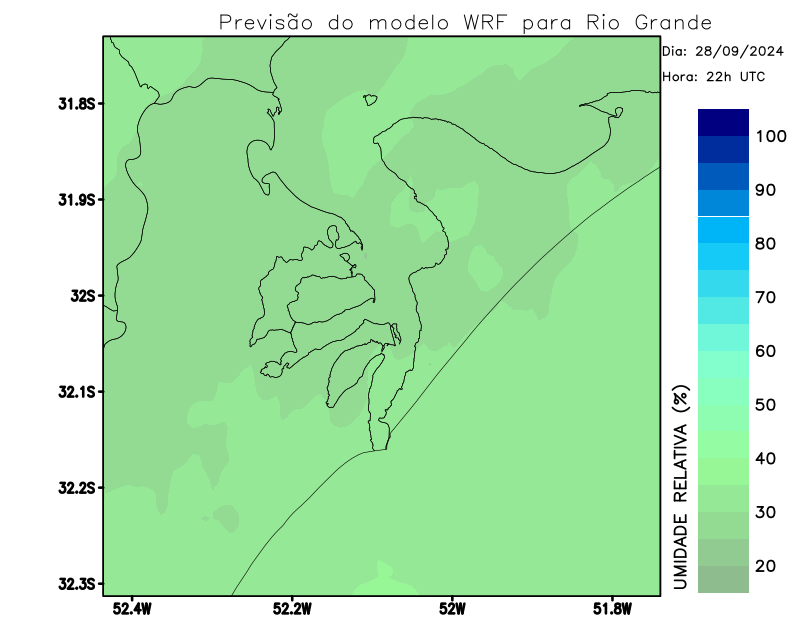 Previsão do modelo WRF para Rio Grande
Dia: 28/09/2024
Hora: 22h UTC
31.8S
31.9S
32S
32.1S
32.2S
32.3S
52.4W
52.2W
52W
51.8W
100
90
80
70
60
50
40
30
20
UMIDADE RELATIVA (%)